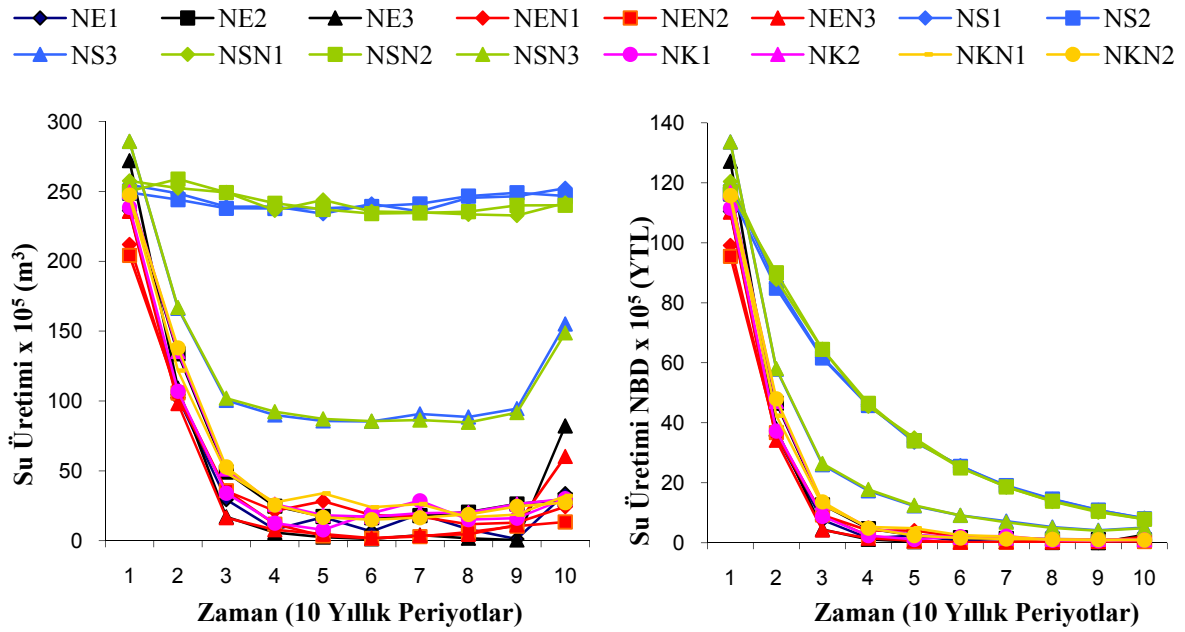 NE1 NE2 NE3 NEN1 NEN2 NEN3 NS1 NS2
NS3 NSN1 NSN2 NSN3 NK1 NK2 NKN1 NKN2
Su Üretimi x 10⁵ (m³)
300
250
200
150
100
50
0
1 2 3 4 5 6 7 8 9 10
Zaman (10 Yıllık Periyotlar)
Su Üretimi NBD x 10⁵ (YTL)
140
120
100
80
60
40
20
0
1 2 3 4 5 6 7 8 9 10
Zaman (10 Yıllık Periyotlar)